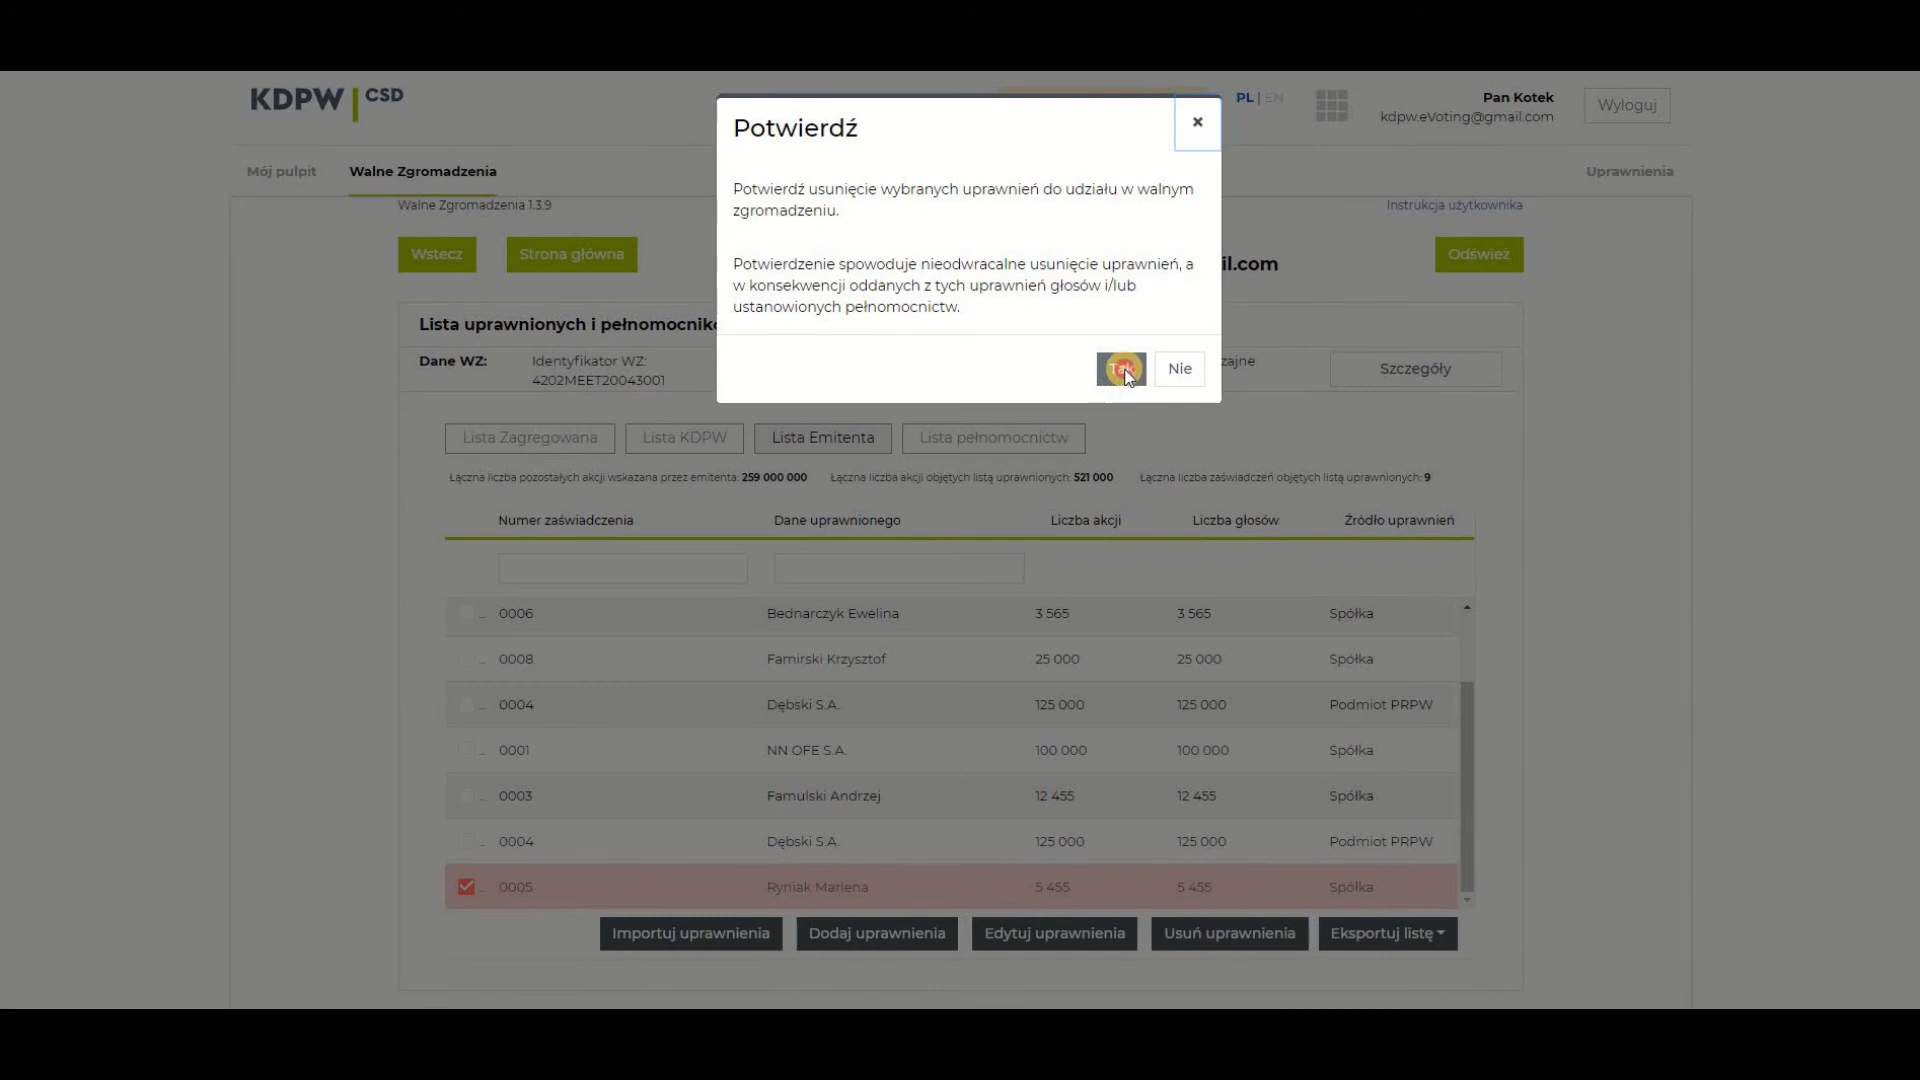 KDPW | CSD
PL | EN
Pan Kotek
kdpw.eVoting@gmail.com
Wyloguj
Mój pulpit
Walne Zgromadzenia
Uprawnienia
Walne Zgromadzenia 1.3.9
Instrukcja użytkownika
Wstecz
Strona główna
il.com
Odśwież
Potwierdź
×
Potwierdź usunięcie wybranych uprawnień do udziału w walnym
zgromadzeniu.
Potwierdzenie spowoduje nieodwracalne usunięcie uprawnień, a
w konsekwencji oddanych z tych uprawnień głosów i/lub
ustanowionych pełnomocnictw.
Tak
Nie
Lista uprawnionych i pełnomocnik
Dane WZ:
Identyfikator WZ:
4202MEET20043001
zajne
Szczegóły
Lista Zagregowana
Lista KDPW
Lista Emitenta
Lista pełnomocnictw
Łączna liczba pozostałych akcji wskazana przez emitenta: 259 000 000
Łączna liczba akcji objętych listą uprawnionych: 521 000
Łączna liczba zaświadczeń objętych listą uprawnionych: 9
Numer zaświadczenia Dane uprawnionego Liczba akcji Liczba głosów Źródło uprawnień
... 0006 Bednarczyk Ewelina 3 565 3 565 Spółka
... 0008 Famirski Krzysztof 25 000 25 000 Spółka
... 0004 Dębski S.A. 125 000 125 000 Podmiot PRPW
... 0001 NN OFE S.A. 100 000 100 000 Spółka
... 0003 Famulski Andrzej 12 455 12 455 Spółka
... 0004 Dębski S.A. 125 000 125 000 Podmiot PRPW
... 0005 Ryniak Marlena 5 455 5 455 Spółka
Importuj uprawnienia
Dodaj uprawnienia
Edytuj uprawnienia
Usuń uprawnienia
Eksportuj listę